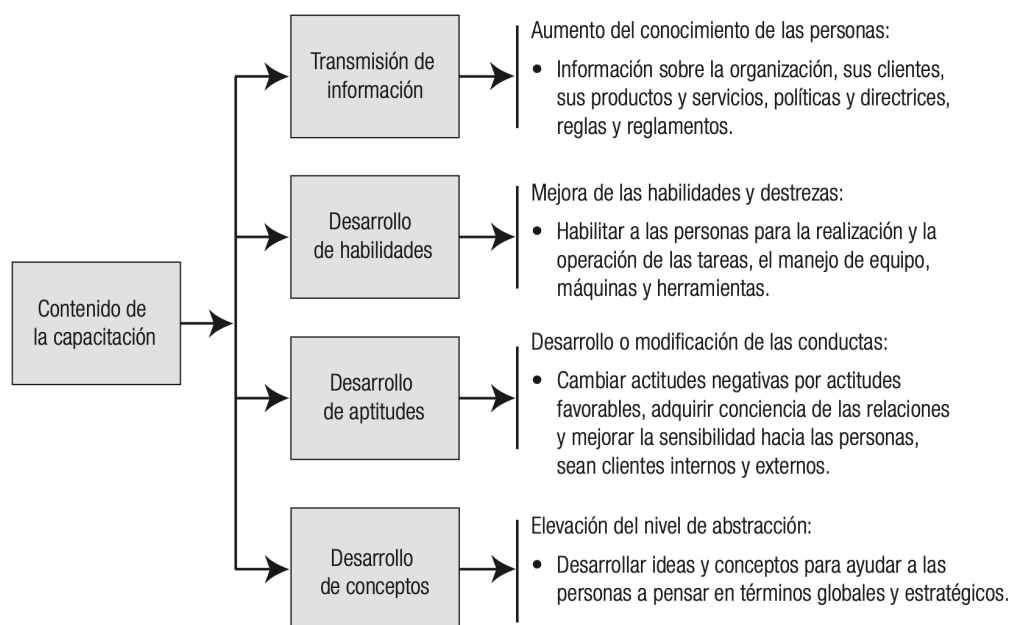 Contenido de
la capacitación
Transmisión de
información
Aumento del conocimiento de las personas:
• Información sobre la organización, sus clientes,
sus productos y servicios, políticas y directrices,
reglas y reglamentos.
Desarrollo
de habilidades
Mejora de las habilidades y destrezas:
• Habilitar a las personas para la realización y la
operación de las tareas, el manejo de equipo,
máquinas y herramientas.
Desarrollo
de aptitudes
Desarrollo o modificación de las conductas:
• Cambiar actitudes negativas por actitudes
favorables, adquirir conciencia de las relaciones
y mejorar la sensibilidad hacia las personas,
sean clientes internos y externos.
Desarrollo
de conceptos
Elevación del nivel de abstracción:
• Desarrollar ideas y conceptos para ayudar a las
personas a pensar en términos globales y estratégicos.